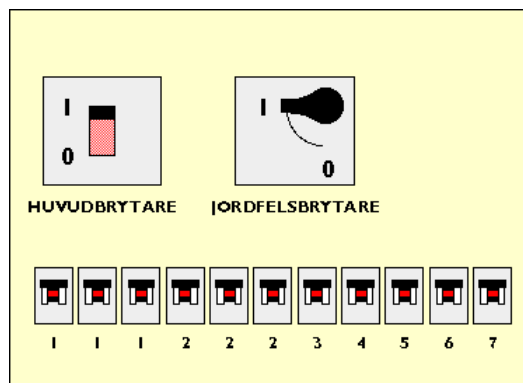 I I
0 0
HUVUDBRYTARE JORDFELSBRYTARE
1 1 1 2 2 2 3 4 5 6 7